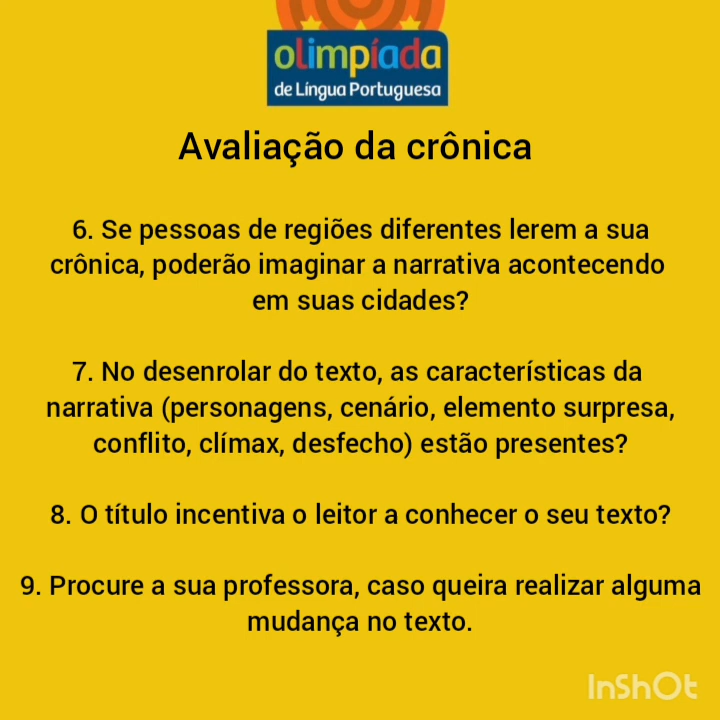 olimpíada
de Língua Portuguesa
Avaliação da crônica
6. Se pessoas de regiões diferentes lerem a sua
crônica, poderão imaginar a narrativa acontecendo
em suas cidades?
7. No desenrolar do texto, as características da
narrativa (personagens, cenário, elemento surpresa,
conflito, clímax, desfecho) estão presentes?
8. O título incentiva o leitor a conhecer o seu texto?
9. Procure a sua professora, caso queira realizar alguma
mudança no texto.
InShOt